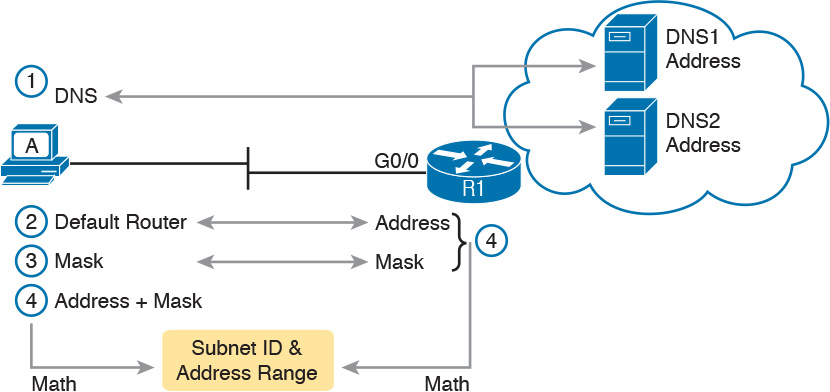 DNS1
Address
1
DNS
DNS2
Address
A
G0/0
R1
2 Default Router
Address
4
3 Mask
Mask
4 Address + Mask
Subnet ID &
Address Range
Math
Math